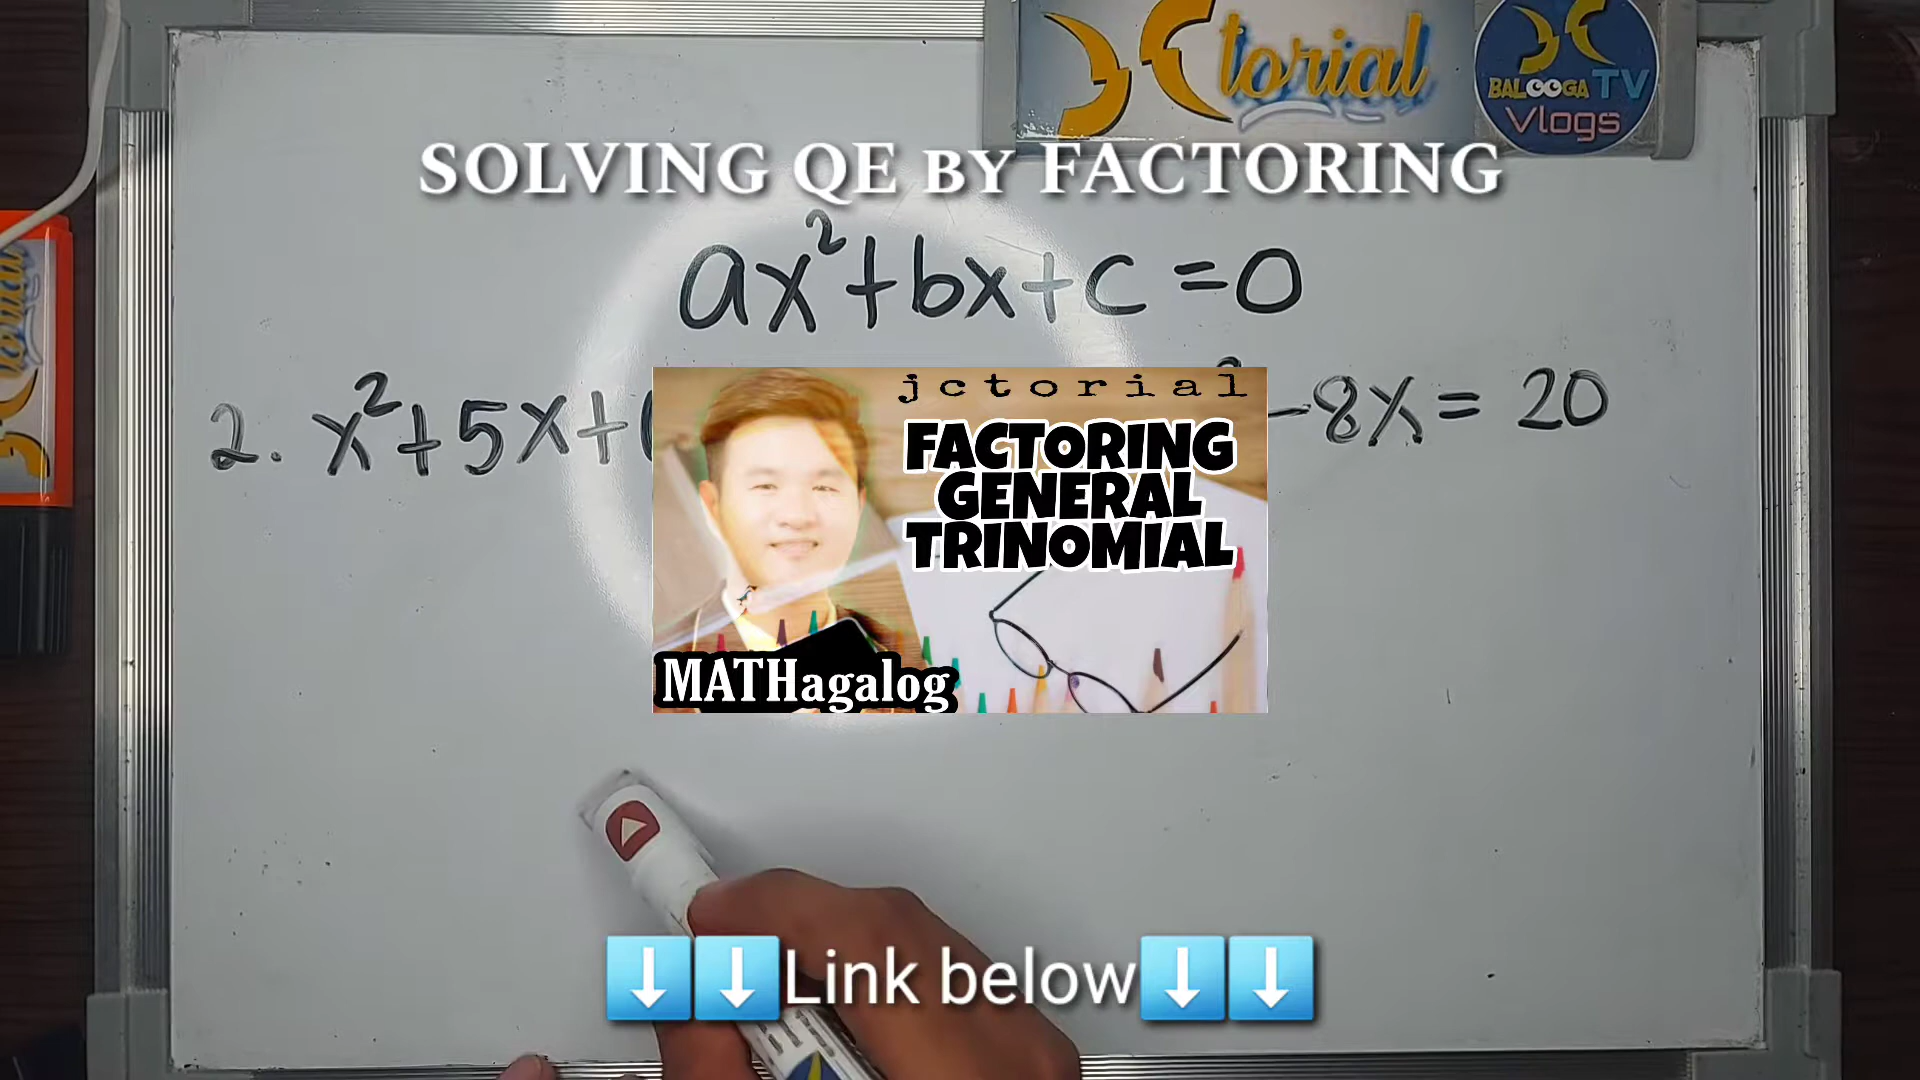 torial
BALOOGA TV
Vlogs
SOLVING QE BY FACTORING
ax²+bx+c=0
2. x²+5x+
-8x= 20
jctorial
FACTORING
GENERAL
TRINOMIAL
MATHagalog
⬇⬇Link below⬇⬇